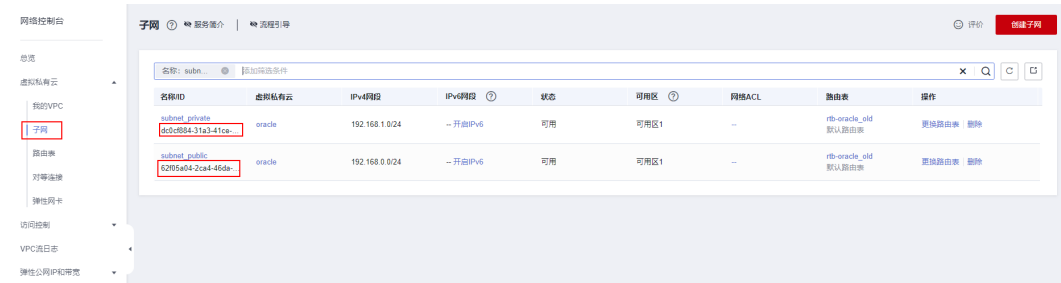 网络控制台
总览
虚拟私有云
我的VPC
子网
路由表
对等连接
弹性网卡
访问控制
VPC流日志
弹性公网IP和带宽
子网 服务简介 | 流程引导
评价 创建子网
名称: subn... 添加筛选条件
名称/ID 虚拟私有云 IPv4网段 IPv6网段 状态 可用区 网络ACL 路由表 操作
subnet_private
dc0cf884-31a3-41ce-... oracle 192.168.1.0/24 -- 开启IPv6 可用 可用区1 -- rtb-oracle_old 更换路由表 删除
默认路由表
subnet_public
62f05a04-2ca4-46da-... oracle 192.168.0.0/24 -- 开启IPv6 可用 可用区1 -- rtb-oracle_old 更换路由表 删除
默认路由表